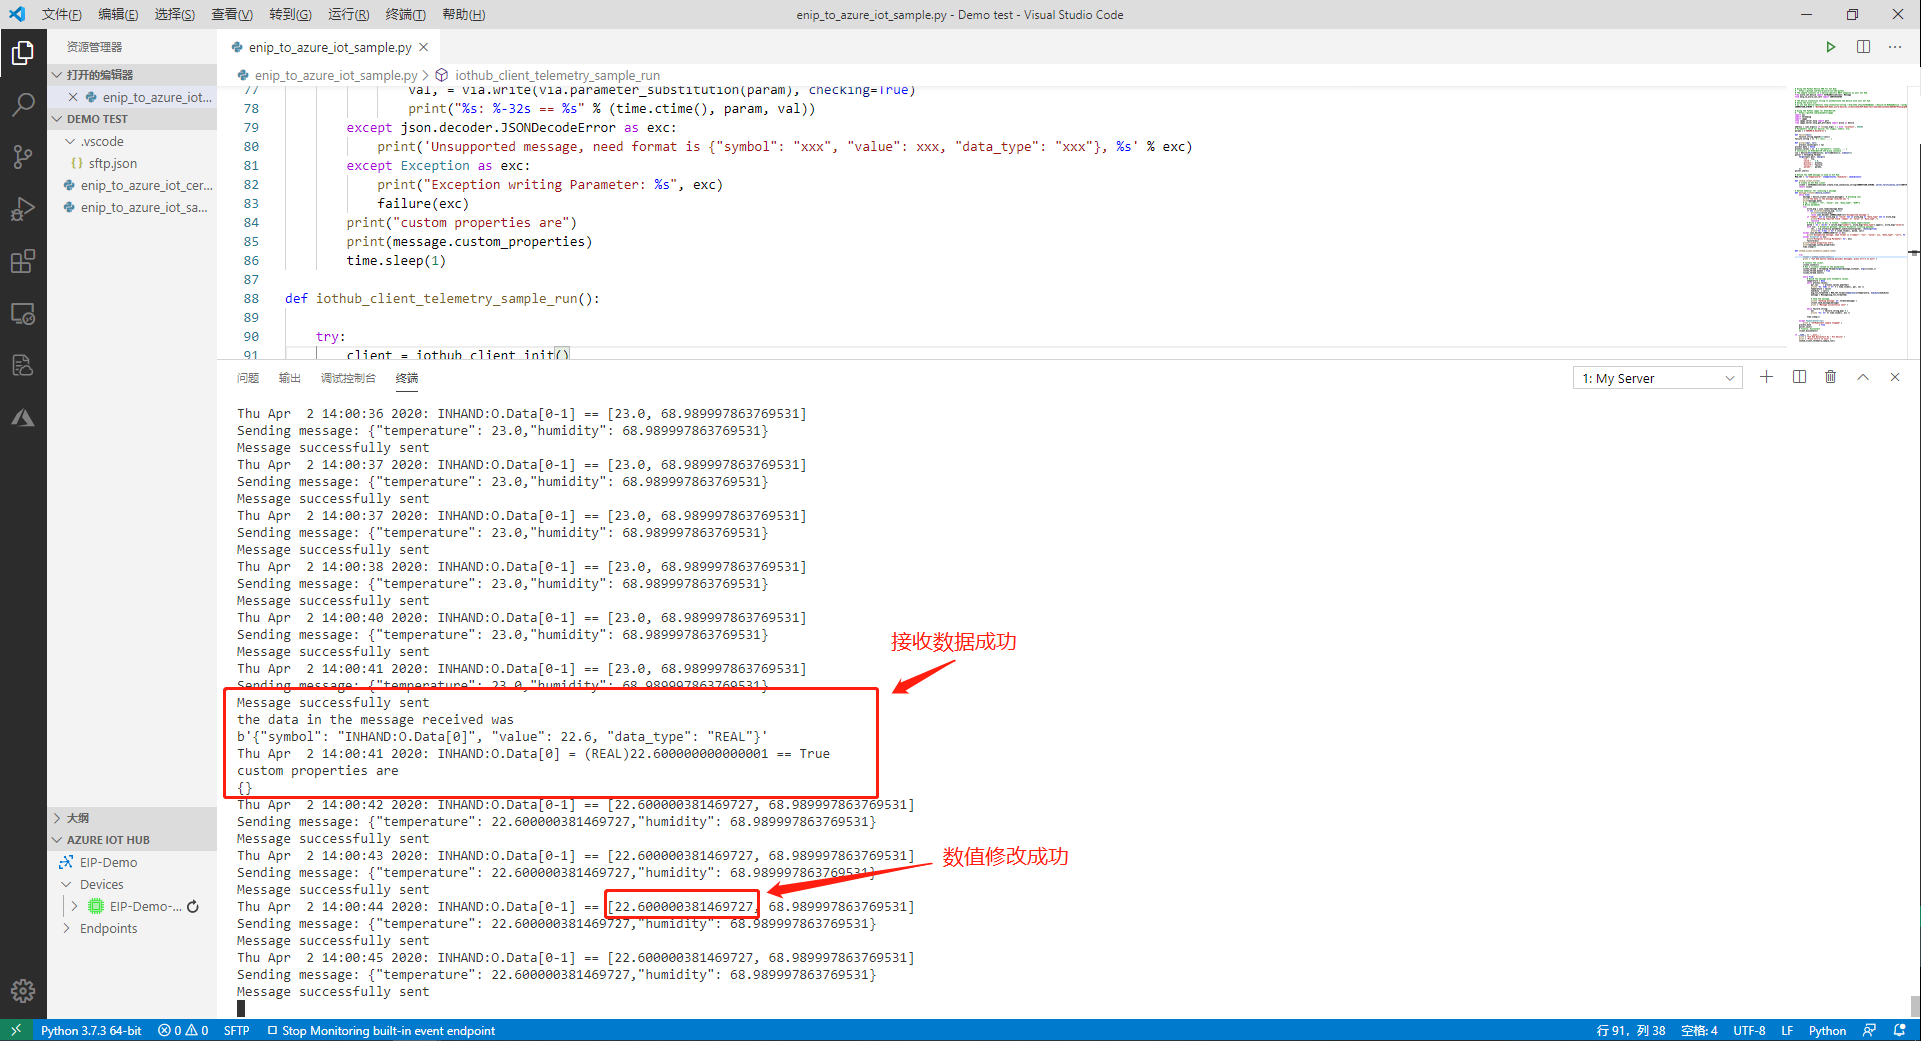 文件(F) 编辑(E) 选择(S) 查看(V) 转到(G) 运行(R) 终端(T) 帮助(H)
enip_to_azure_iot_sample.py - Demo test - Visual Studio Code
资源管理器
打开的编辑器
enip_to_azure_iot...
DEMO TEST
.vscode
{} sftp.json
enip_to_azure_iot_cer...
enip_to_azure_iot_sa...
大纲
AZURE IOT HUB
EIP-Demo
Devices
EIP-Demo-...
Endpoints
enip_to_azure_iot_sample.py
enip_to_azure_iot_sample.py > iothub_client_telemetry_sample_run
77 val, = via.write(via.parameter_substitution(param), checking=True)
78 print("%s: %-32s == %s" % (time.ctime(), param, val))
79 except json.decoder.JSONDecodeError as exc:
80 print('Unsupported message, need format is {"symbol": "xxx", "value": xxx, "data_type": "xxx"}, %s' % exc)
81 except Exception as exc:
82 print("Exception writing Parameter: %s", exc)
83 failure(exc)
84 print("custom properties are")
85 print(message.custom_properties)
86 time.sleep(1)
87
88 def iothub_client_telemetry_sample_run():
89
90 try:
91 client = iothub_client_init()
问题 输出 调试控制台 终端
1: My Server
Thu Apr  2 14:00:36 2020: INHAND:O.Data[0-1] == [23.0, 68.989997863769531]
Sending message: {"temperature": 23.0,"humidity": 68.989997863769531}
Message successfully sent
Thu Apr  2 14:00:37 2020: INHAND:O.Data[0-1] == [23.0, 68.989997863769531]
Sending message: {"temperature": 23.0,"humidity": 68.989997863769531}
Message successfully sent
Thu Apr  2 14:00:37 2020: INHAND:O.Data[0-1] == [23.0, 68.989997863769531]
Sending message: {"temperature": 23.0,"humidity": 68.989997863769531}
Message successfully sent
Thu Apr  2 14:00:38 2020: INHAND:O.Data[0-1] == [23.0, 68.989997863769531]
Sending message: {"temperature": 23.0,"humidity": 68.989997863769531}
Message successfully sent
Thu Apr  2 14:00:40 2020: INHAND:O.Data[0-1] == [23.0, 68.989997863769531]
Sending message: {"temperature": 23.0,"humidity": 68.989997863769531}
Message successfully sent
Thu Apr  2 14:00:41 2020: INHAND:O.Data[0-1] == [23.0, 68.989997863769531]
Sending message: {"temperature": 23.0,"humidity": 68.989997863769531}
接收数据成功
Message successfully sent
the data in the message received was
b'{"symbol": "INHAND:O.Data[0]", "value": 22.6, "data_type": "REAL"}'
Thu Apr  2 14:00:41 2020: INHAND:O.Data[0] = (REAL)22.600000000000001 == True
custom properties are
{}
Thu Apr  2 14:00:42 2020: INHAND:O.Data[0-1] == [22.600000381469727, 68.989997863769531]
Sending message: {"temperature": 22.600000381469727,"humidity": 68.989997863769531}
Message successfully sent
Thu Apr  2 14:00:43 2020: INHAND:O.Data[0-1] == [22.600000381469727, 68.989997863769531]
数值修改成功
Sending message: {"temperature": 22.600000381469727,"humidity": 68.989997863769531}
Message successfully sent
Thu Apr  2 14:00:44 2020: INHAND:O.Data[0-1] == [22.600000381469727, 68.989997863769531]
Sending message: {"temperature": 22.600000381469727,"humidity": 68.989997863769531}
Message successfully sent
Thu Apr  2 14:00:45 2020: INHAND:O.Data[0-1] == [22.600000381469727, 68.989997863769531]
Sending message: {"temperature": 22.600000381469727,"humidity": 68.989997863769531}
Message successfully sent
Python 3.7.3 64-bit 0 0 SFTP Stop Monitoring built-in event endpoint 行 91, 列 38 空格: 4 UTF-8 LF Python